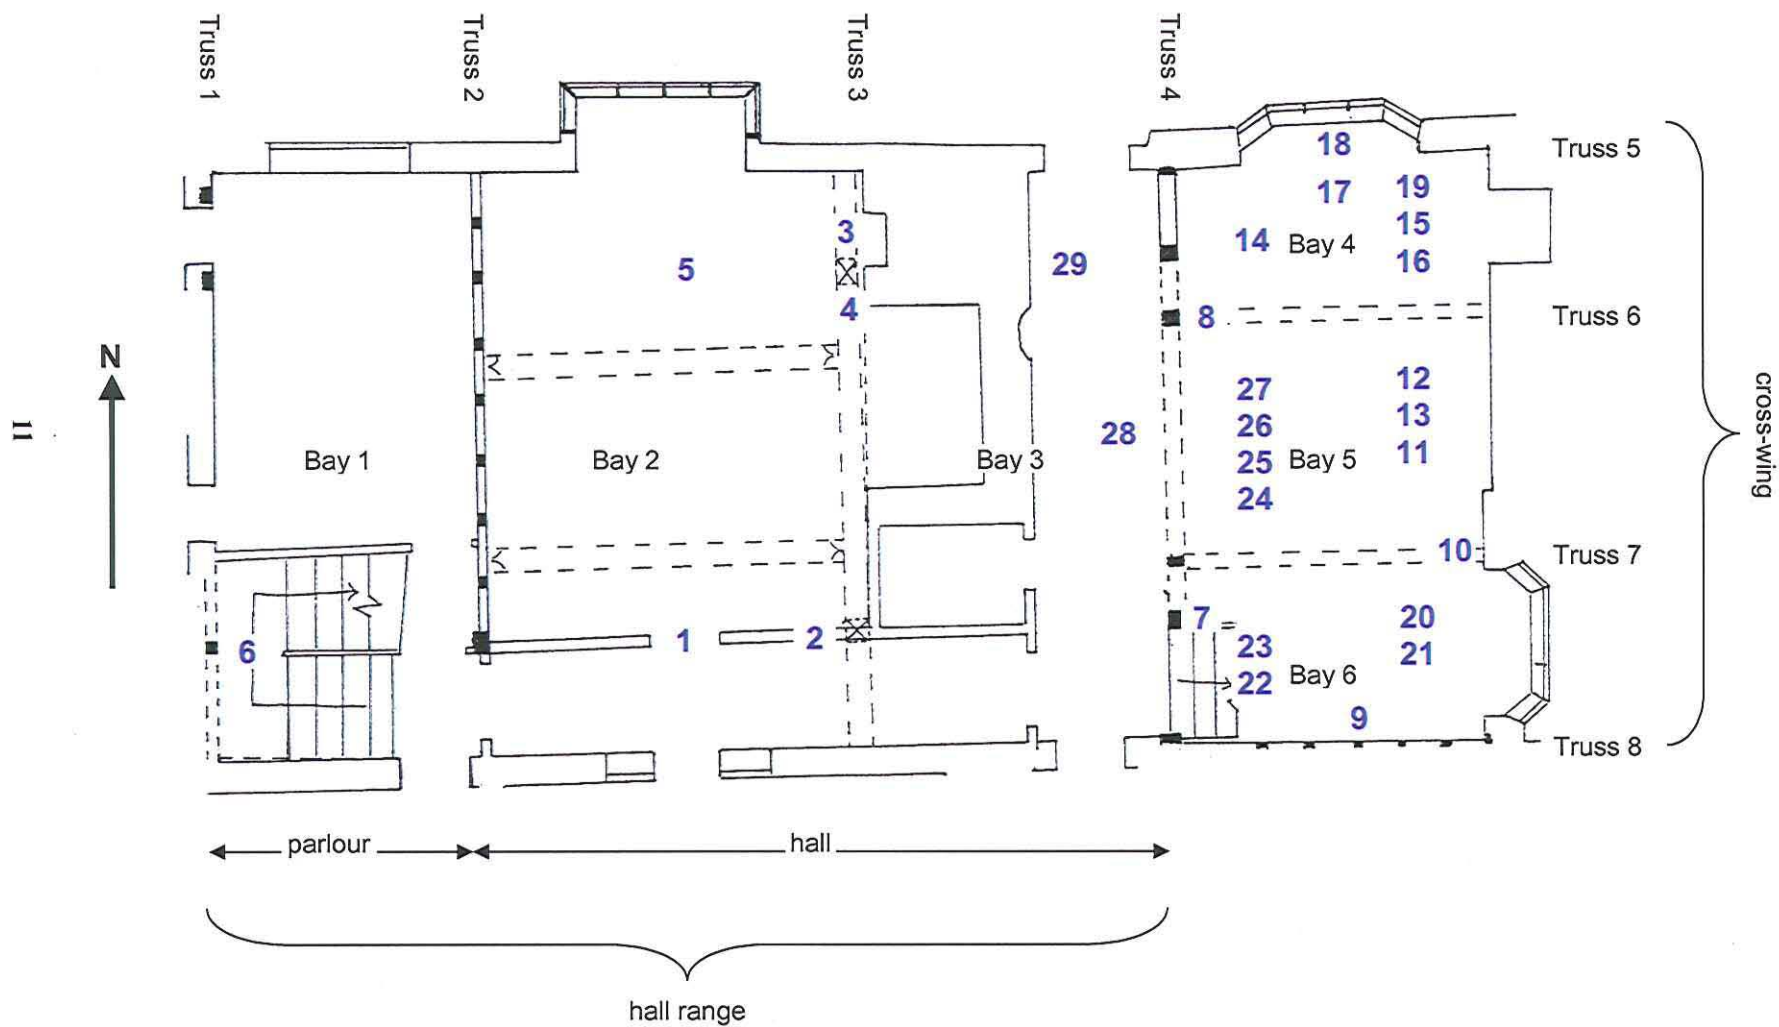 Truss 1
Truss 2
Truss 3
Truss 4
18
Truss 5
17
19
3
15
14
Bay 4
16
5
29
4
8
Truss 6
N
27
12
cross-wing
11
28
26
13
Bay 1
Bay 2
Bay 3
25
Bay 5
11
24
10
Truss 7
7
20
6
1
2
23
21
22
Bay 6
9
Truss 8
parlour
hall
hall range